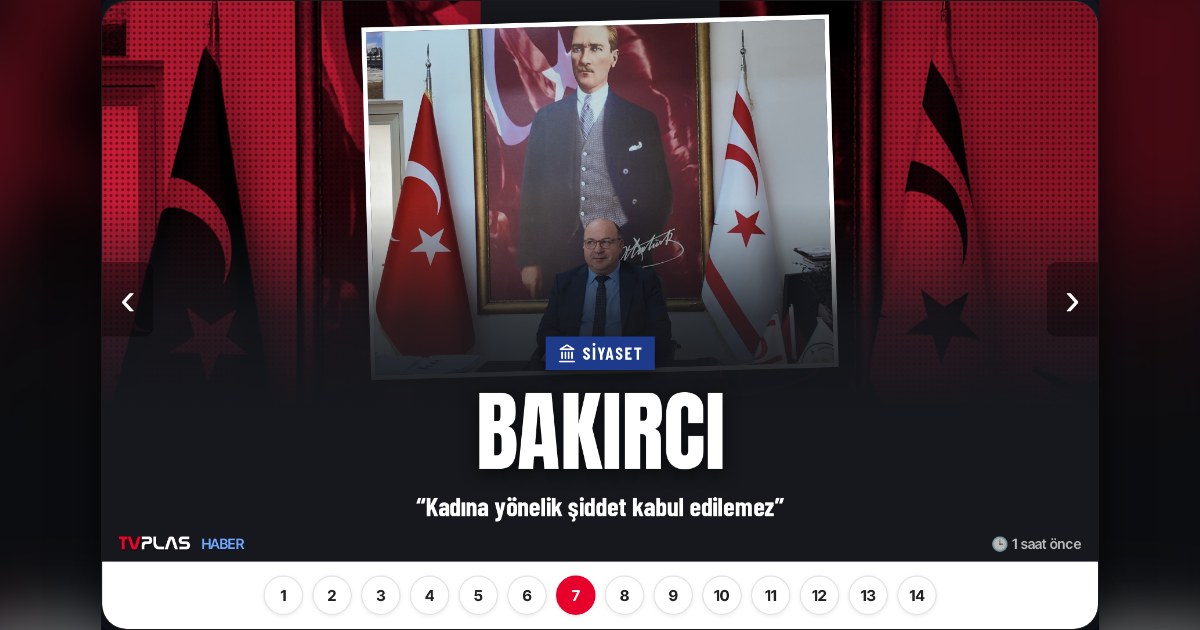 SİYASET
BAKIRCI
“Kadına yönelik şiddet kabul edilemez”
TVPLAS HABER
1 saat önce
1 2 3 4 5 6 7 8 9 10 11 12 13 14